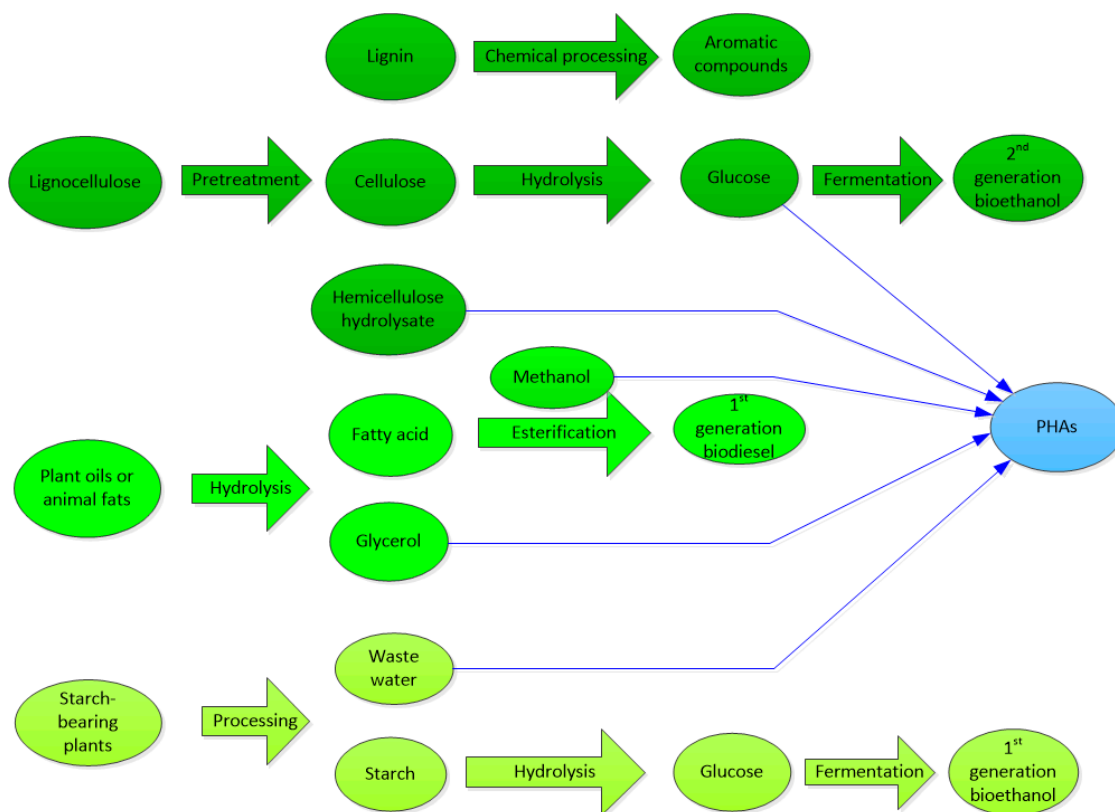 Lignin
Chemical processing
Aromatic
compounds
Lignocellulose
Pretreatment
Cellulose
Hydrolysis
Glucose
Fermentation
2nd
generation
bioethanol
Hemicellulose
hydrolysate
Methanol
Fatty acid
Esterification
1st
generation
biodiesel
PHAs
Plant oils or
animal fats
Hydrolysis
Glycerol
Waste
water
Starch-
bearing
plants
Processing
Starch
Hydrolysis
Glucose
Fermentation
1st
generation
bioethanol